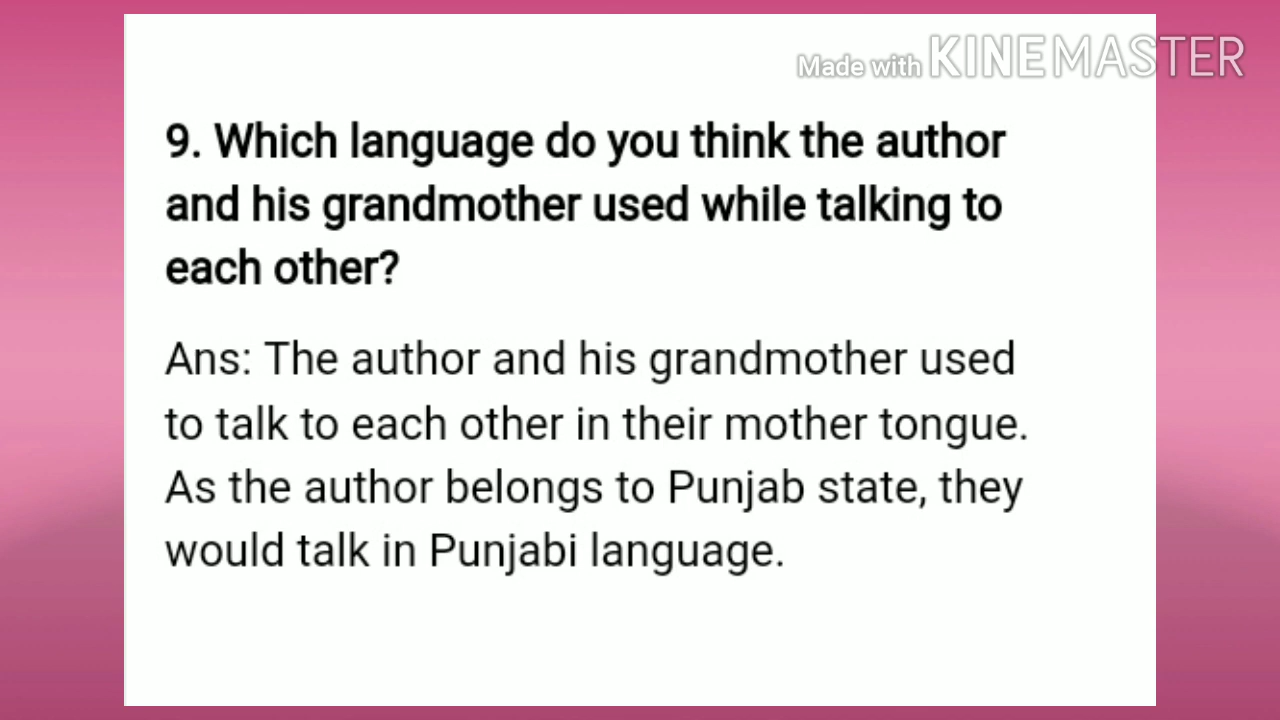 Made with KINEMASTER
9. Which language do you think the author
and his grandmother used while talking to
each other?
Ans: The author and his grandmother used
to talk to each other in their mother tongue.
As the author belongs to Punjab state, they
would talk in Punjabi language.